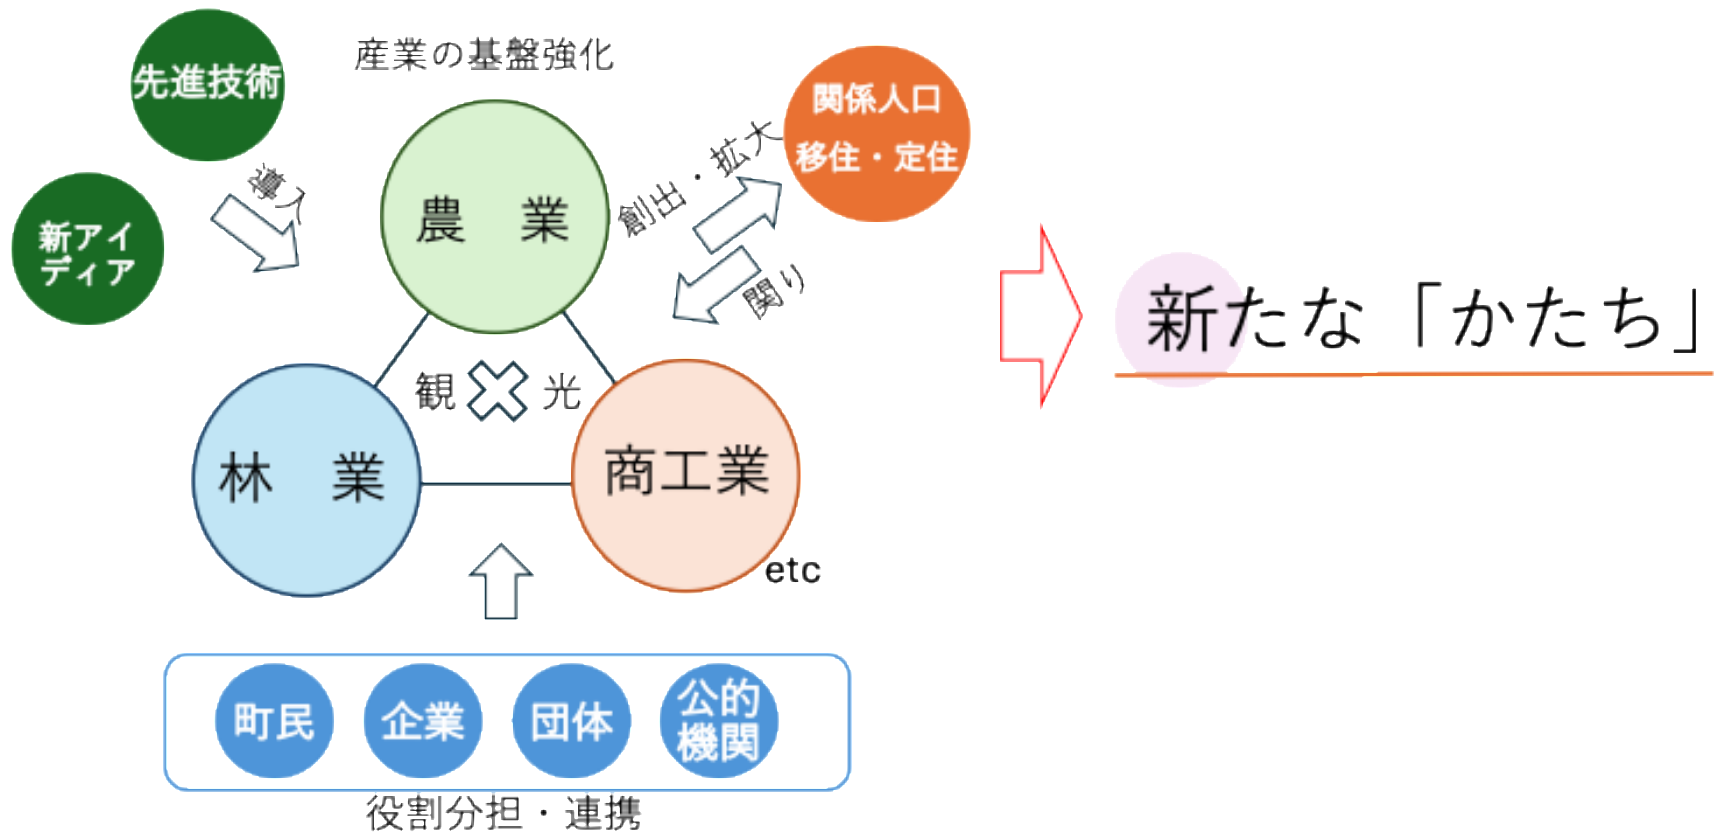 先進技術
産業の基盤強化
関係人口
移住・定住
新アイ
ディア
導入
創出・拡大
関り
農　業
観
光
林　業
商工業
etc
新たな「かたち」
町民
企業
団体
公的
機関
役割分担・連携